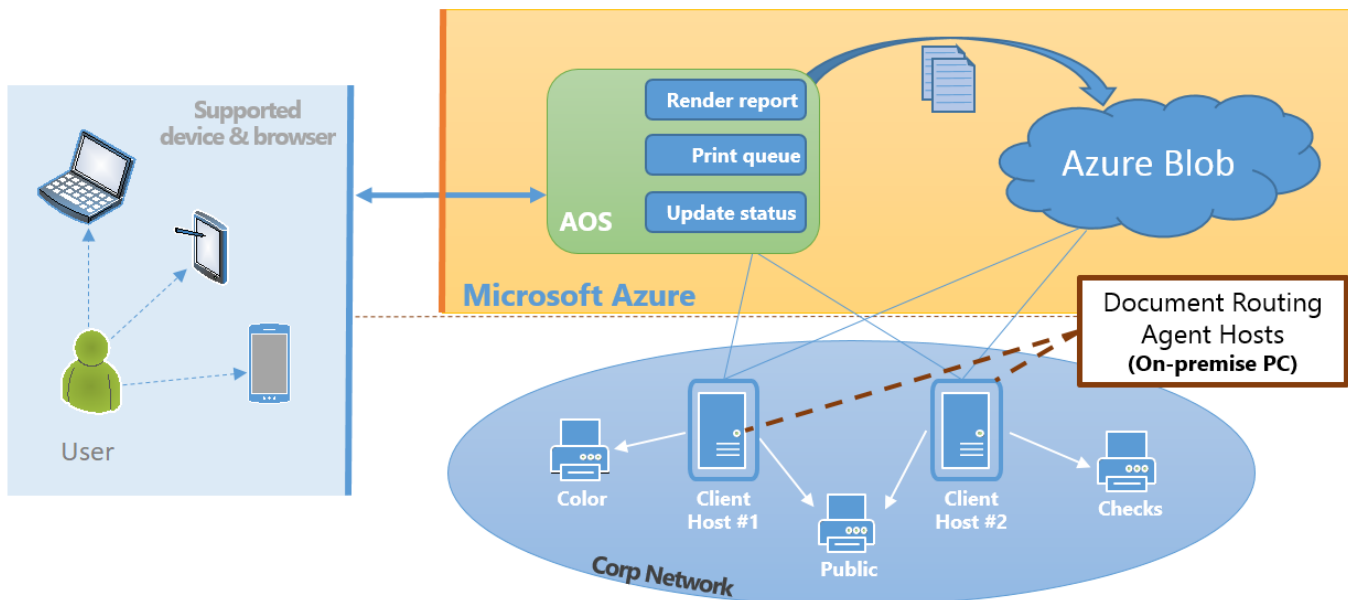 Supported
device & browser
User
Render report
Print queue
Update status
AOS
Azure Blob
Microsoft Azure
Document Routing
Agent Hosts
(On-premise PC)
Color
Client
Host #1
Public
Client
Host #2
Checks
Corp Network